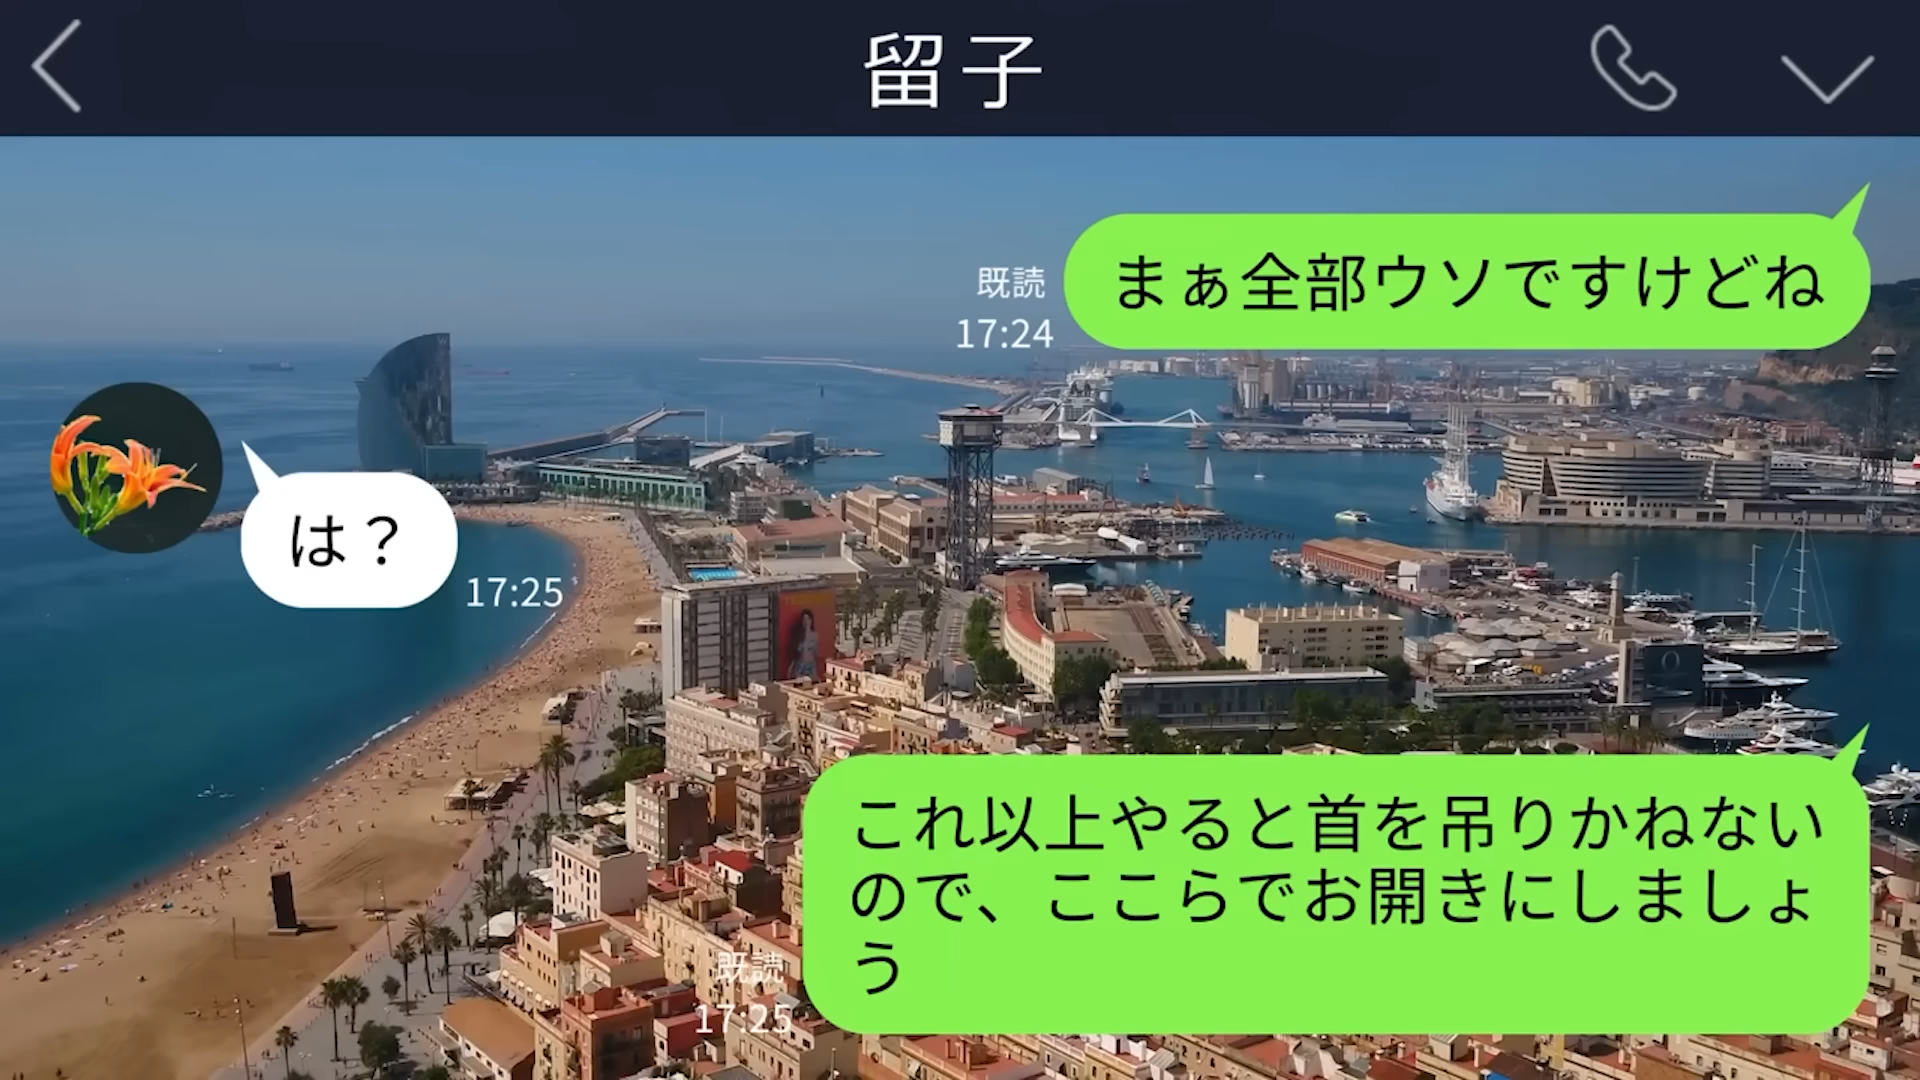 留子
まぁ全部ウソですけどね
既読
17:24
は？
17:25
これ以上やると首を吊りかねない
ので、ここらでお開きにしましょ
う
既読
17:25